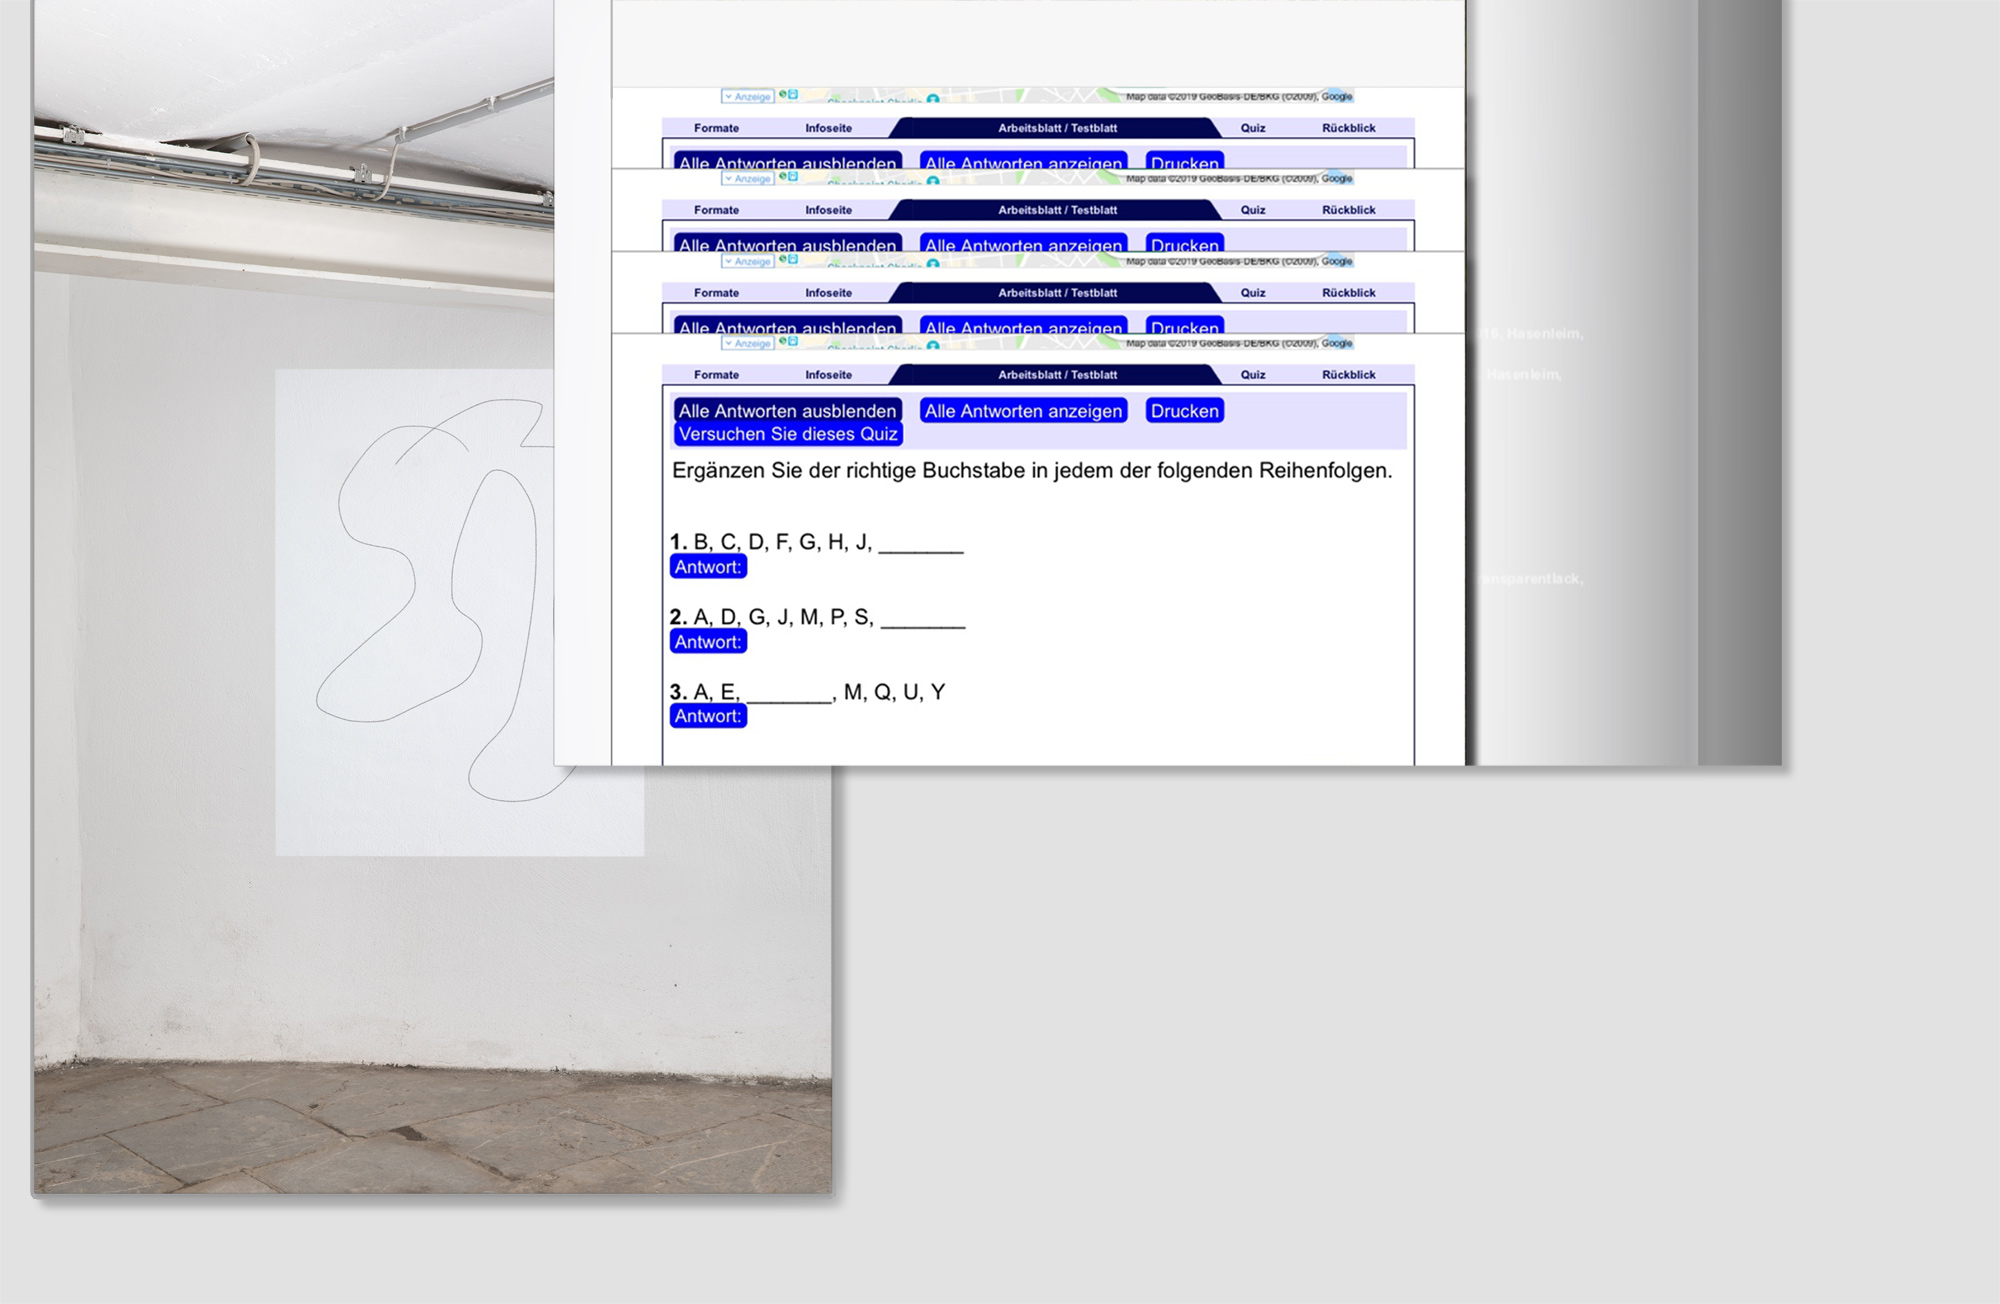 Anzeige
Map data ©2019 GeoBasis-DE/BKG (©2009), Google
Formate Infoseite Arbeitsblatt / Testblatt Quiz Rückblick
Alle Antworten ausblenden Alle Antworten anzeigen Drucken
Anzeige
Map data ©2019 GeoBasis-DE/BKG (©2009), Google
Formate Infoseite Arbeitsblatt / Testblatt Quiz Rückblick
Alle Antworten ausblenden Alle Antworten anzeigen Drucken
Anzeige
Map data ©2019 GeoBasis-DE/BKG (©2009), Google
Formate Infoseite Arbeitsblatt / Testblatt Quiz Rückblick
Alle Antworten ausblenden Alle Antworten anzeigen Drucken
Anzeige
Map data ©2019 GeoBasis-DE/BKG (©2009), Google
Formate Infoseite Arbeitsblatt / Testblatt Quiz Rückblick
Alle Antworten ausblenden Alle Antworten anzeigen Drucken
Versuchen Sie dieses Quiz
Ergänzen Sie der richtige Buchstabe in jedem der folgenden Reihenfolgen.
1. B, C, D, F, G, H, J, _______
Antwort:
2. A, D, G, J, M, P, S, _______
Antwort:
3. A, E, _______, M, Q, U, Y
Antwort:
16, Hasenleim,
Hasenleim,
ansparentlack,